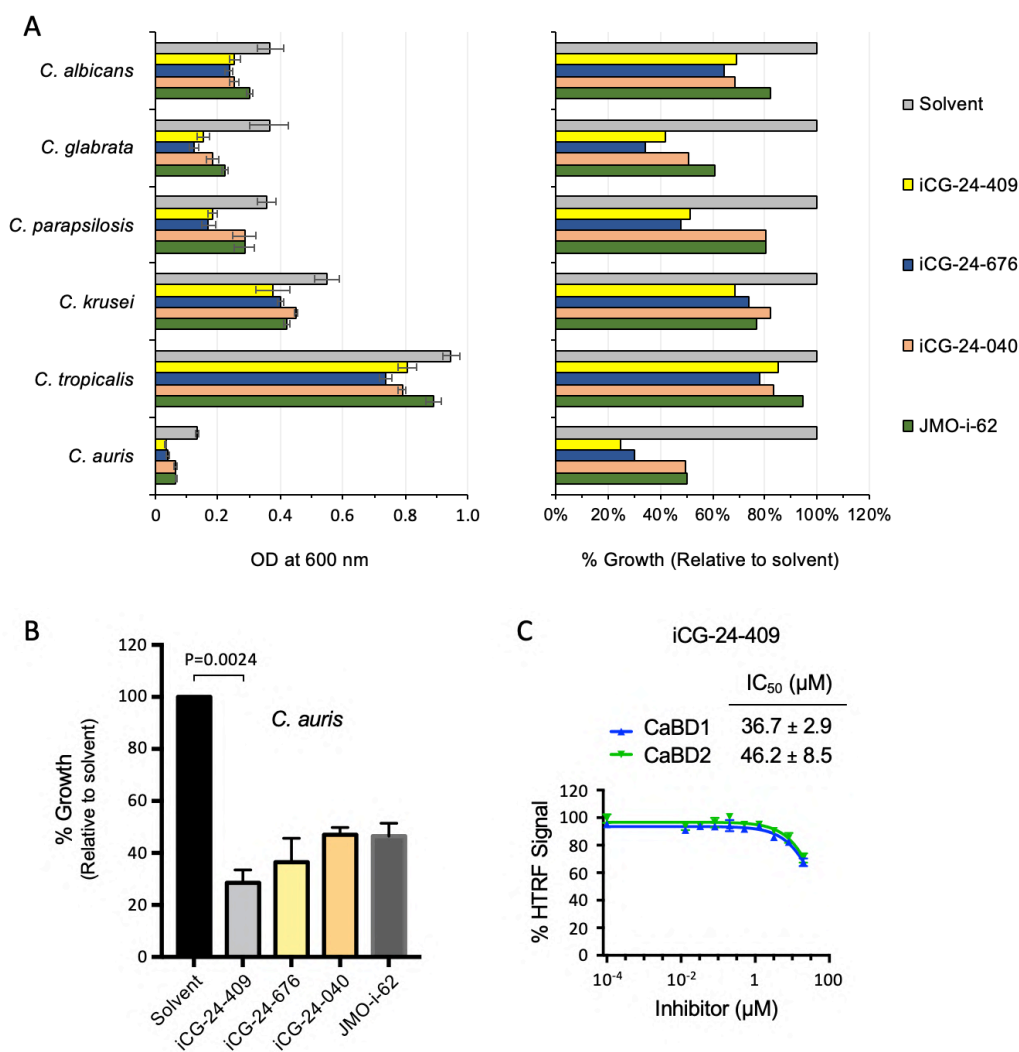 A
C. albicans
C. glabrata
C. parapsilosis
C. krusei
C. tropicalis
C. auris
0 0.2 0.4 0.6 0.8 1.0
OD at 600 nm
0% 20% 40% 60% 80% 100% 120%
% Growth (Relative to solvent)
Solvent
iCG-24-409
iCG-24-676
iCG-24-040
JMO-i-62
B
P=0.0024
C. auris
% Growth
(Relative to solvent)
120
100
80
60
40
20
0
Solvent
iCG-24-409
iCG-24-676
iCG-24-040
JMO-i-62
C
iCG-24-409
IC₅₀ (µM)
CaBD1 36.7 ± 2.9
CaBD2 46.2 ± 8.5
% HTRF Signal
120
100
80
60
40
20
0
10⁻⁴ 10⁻² 1 100
Inhibitor (µM)